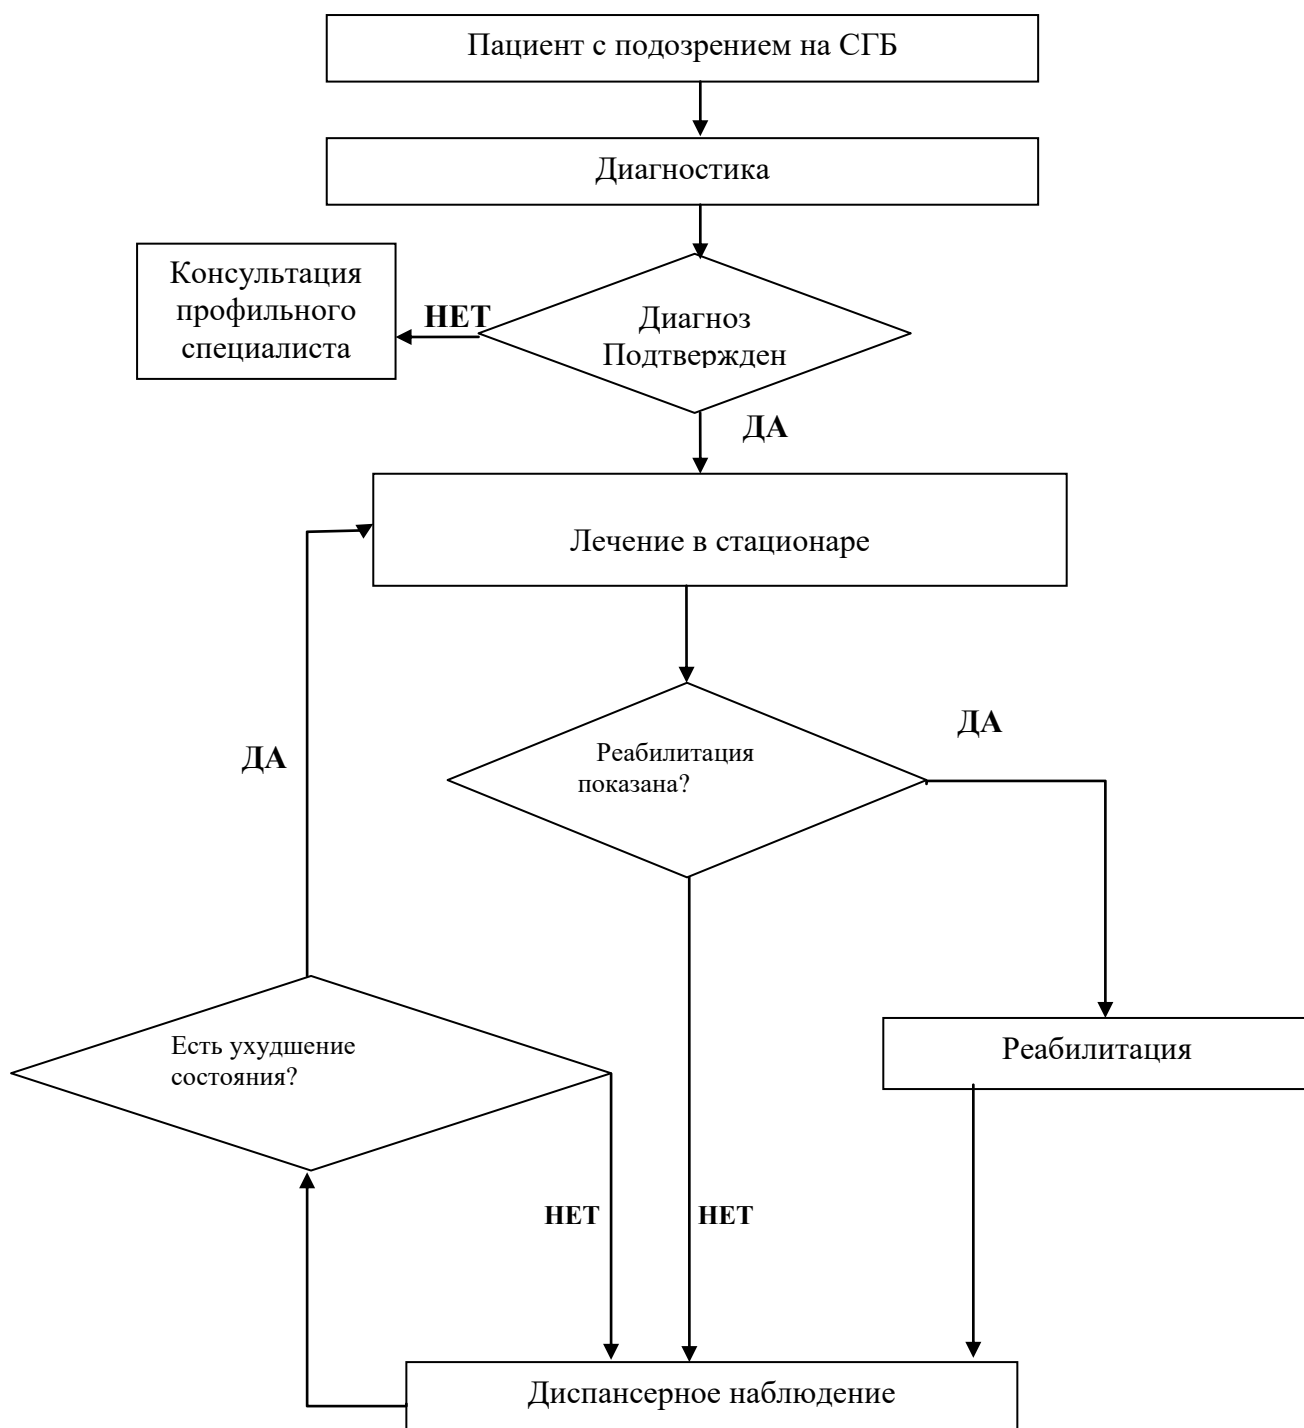 Пациент с подозрением на СГБ
Диагностика
Консультация
профильного
специалиста
НЕТ
Диагноз
Подтвержден
ДА
Лечение в стационаре
ДА
Реабилитация
показана?
ДА
Есть ухудшение
состояния?
Реабилитация
НЕТ
НЕТ
Диспансерное наблюдение